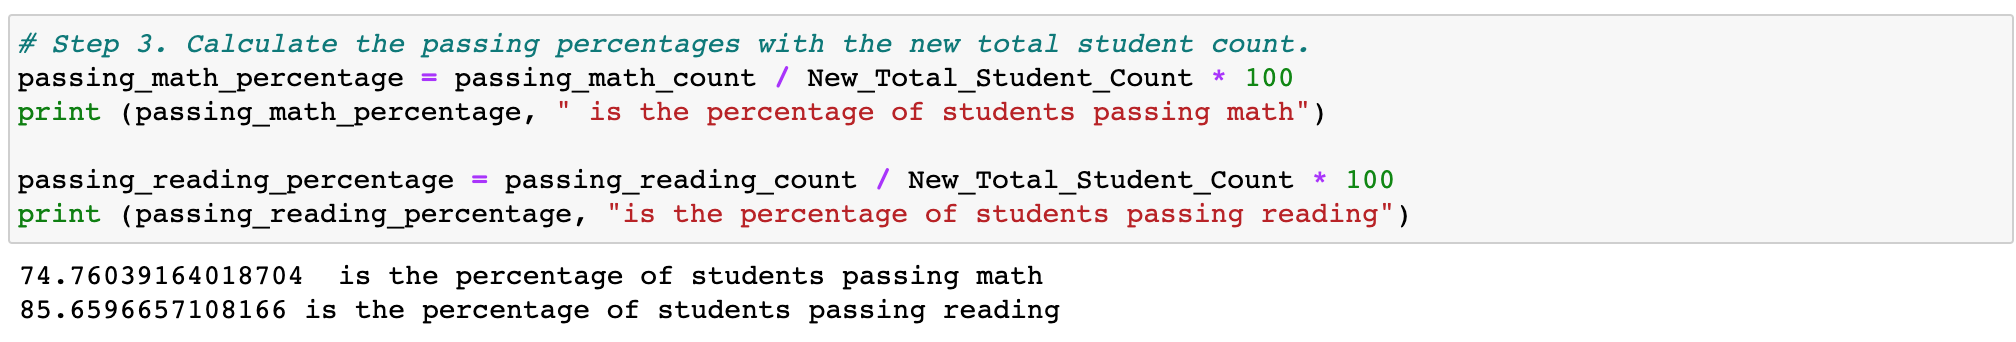 # Step 3. Calculate the passing percentages with the new total student count.
passing_math_percentage = passing_math_count / New_Total_Student_Count * 100
print (passing_math_percentage, " is the percentage of students passing math")
passing_reading_percentage = passing_reading_count / New_Total_Student_Count * 100
print (passing_reading_percentage, "is the percentage of students passing reading")
74.76039164018704  is the percentage of students passing math
85.6596657108166 is the percentage of students passing reading